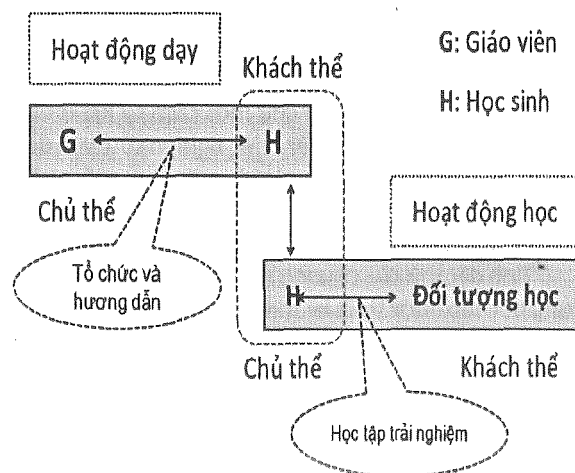 Hoạt động dạy
Khách thể
G: Giáo viên
H: Học sinh
G
H
Chủ thể
Hoạt động học
Tổ chức và
hương dẫn
H
Đối tượng học
Chủ thể
Khách thể
Học tập trải nghiệm